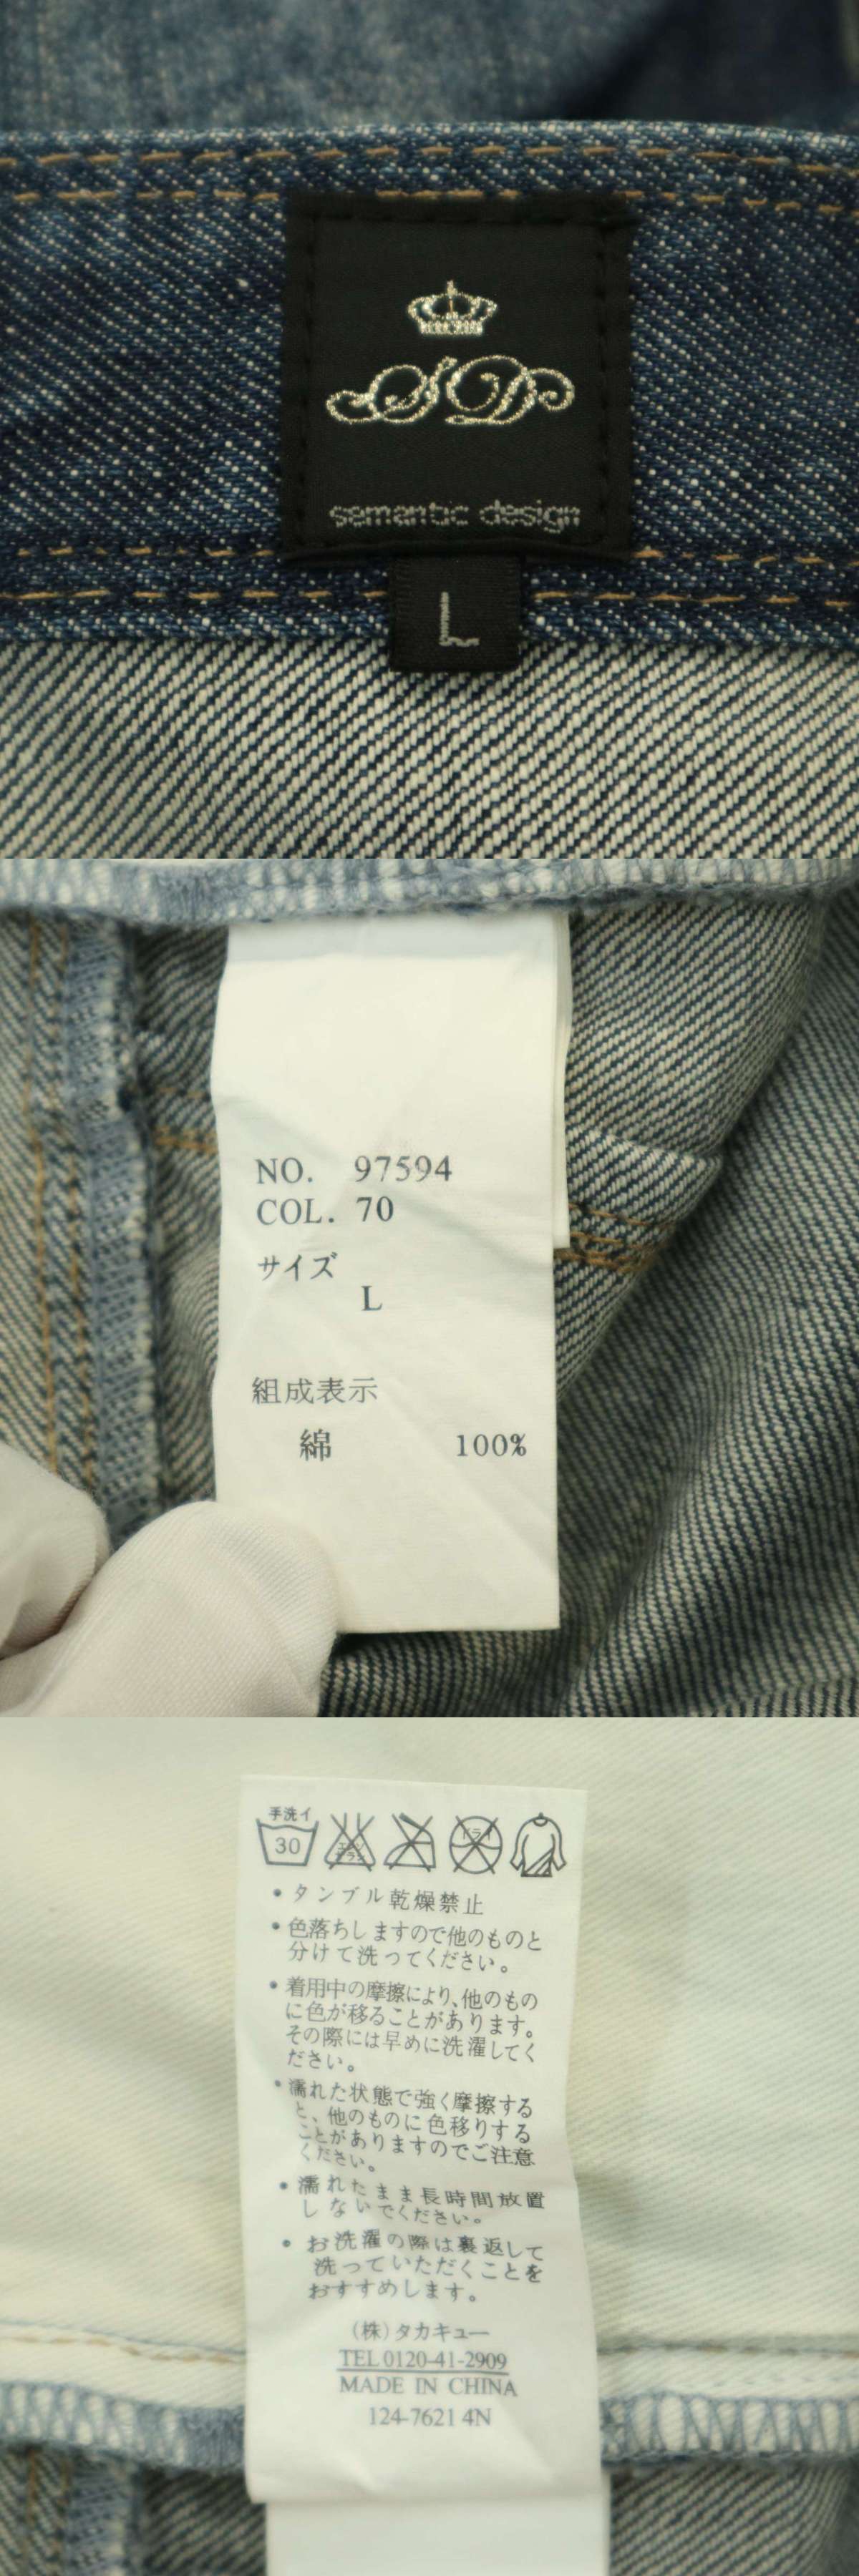 SD
semantic design
L
NO. 97594
COL. 70
サイズ
L
組成表示
綿 100%
手洗イ
30
エンソサラシ
ドライ
• タンブル乾燥禁止
• 色落ちしますので他のものと
分けて洗ってください。
• 着用中の摩擦により、他のもの
に色が移ることがあります。
その際には早めに洗濯してく
ださい。
• 濡れた状態で強く摩擦する
と、他のものに色移りする
ことがありますのでご注意
ください。
• 濡れたまま長時間放置
しないでください。
• お洗濯の際は裏返して
洗っていただくことを
おすすめします。
(株)タカキュー
TEL 0120-41-2909
MADE IN CHINA
124-7621 4N